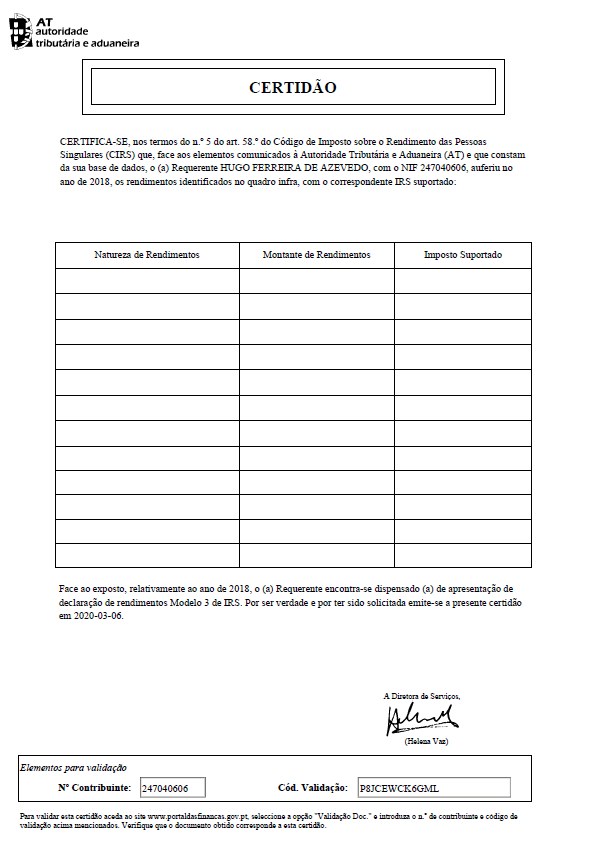 AT
autoridade
tributária e aduaneira
CERTIDÃO
CERTIFICA-SE, nos termos do n.º 5 do art. 58.º do Código de Imposto sobre o Rendimento das Pessoas
Singulares (CIRS) que, face aos elementos comunicados à Autoridade Tributária e Aduaneira (AT) e que constam
da sua base de dados, o (a) Requerente HUGO FERREIRA DE AZEVEDO, com o NIF 247040606, auferiu no
ano de 2018, os rendimentos identificados no quadro infra, com o correspondente IRS suportado:
Natureza de Rendimentos Montante de Rendimentos Imposto Suportado
Face ao exposto, relativamente ao ano de 2018, o (a) Requerente encontra-se dispensado (a) de apresentação de
declaração de rendimentos Modelo 3 de IRS. Por ser verdade e por ter sido solicitada emite-se a presente certidão
em 2020-03-06.
A Diretora de Serviços,
(Helena Vaz)
Elementos para validação
Nº Contribuinte: 247040606 Cód. Validação: P8JCEWCK6GML
Para validar esta certidão aceda ao site www.portaldasfinancas.gov.pt, seleccione a opção "Validação Doc." e introduza o n.º de contribuinte e código de
validação acima mencionados. Verifique que o documento obtido corresponde a esta certidão.